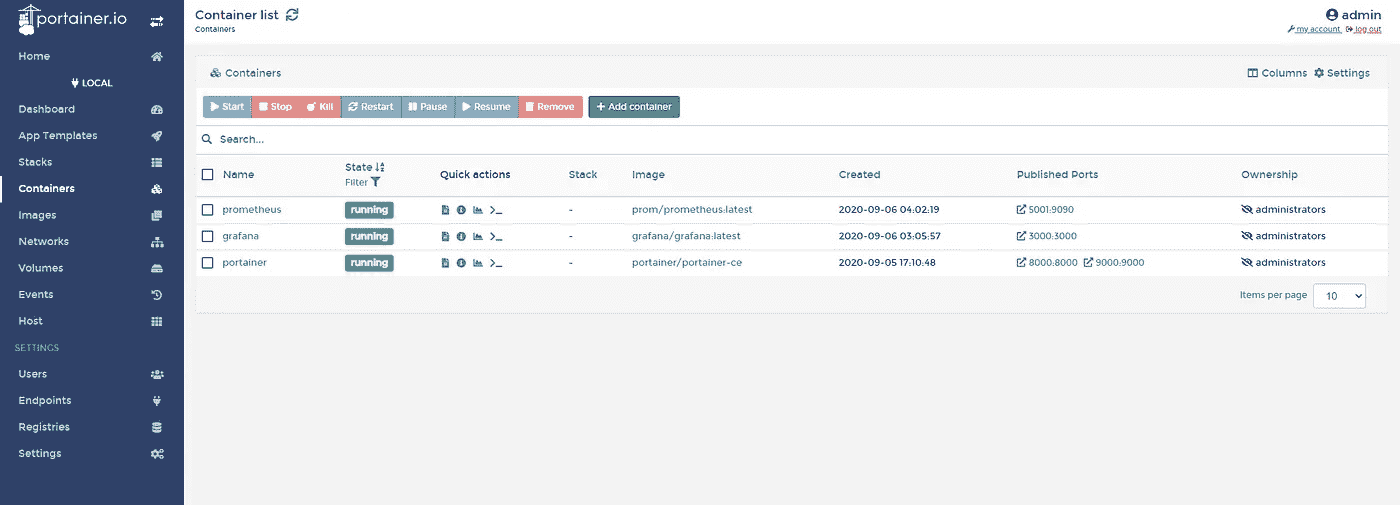 portainer.io
Home
LOCAL
Dashboard
App Templates
Stacks
Containers
Images
Networks
Volumes
Events
Host
SETTINGS
Users
Endpoints
Registries
Settings
Container list
Containers
admin
my account log out
Containers
Columns Settings
Start Stop Kill Restart Pause Resume Remove + Add container
Search...
Name State Filter Quick actions Stack Image Created Published Ports Ownership
prometheus running - prom/prometheus:latest 2020-09-06 04:02:19 5001:9090 administrators
grafana running - grafana/grafana:latest 2020-09-06 03:05:57 3000:3000 administrators
portainer running - portainer/portainer-ce 2020-09-05 17:10:48 8000:8000 9000:9000 administrators
Items per page 10